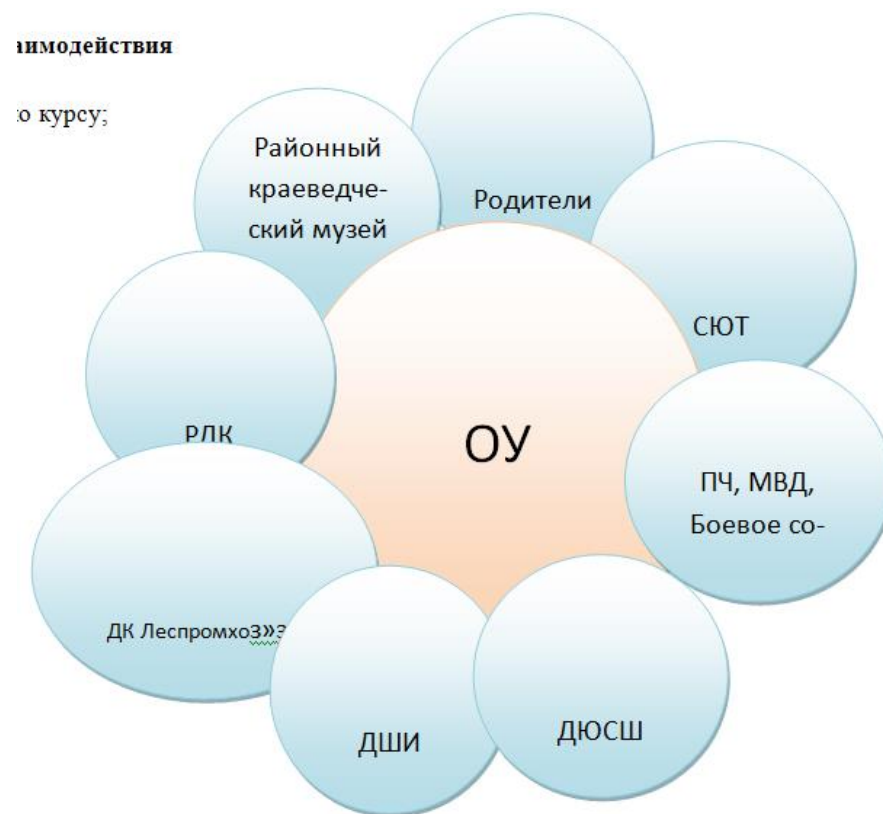 аимодействия
о курсу;
Районный
краеведче-
ский музей
Родители
СЮТ
РДК
ОУ
ПЧ, МВД,
Боевое со-
ДК Леспромхоз»з
ДШИ
ДЮСШ